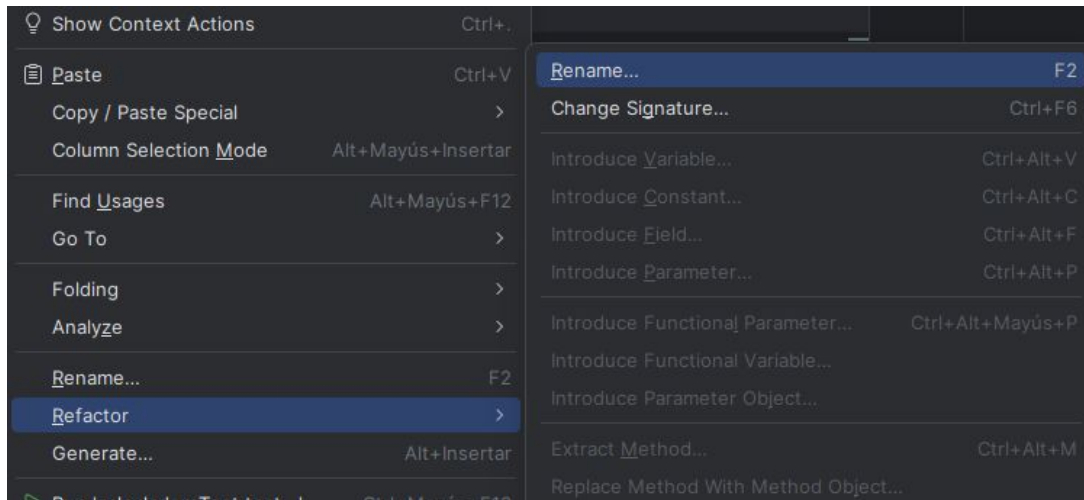 Show Context Actions Ctrl+.
Paste Ctrl+V
Copy / Paste Special
Column Selection Mode Alt+Mayús+Insertar
Find Usages Alt+Mayús+F12
Go To
Folding
Analyze
Rename... F2
Refactor
Generate... Alt+Insertar
Rename... F2
Change Signature... Ctrl+F6
Introduce Variable... Ctrl+Alt+V
Introduce Constant... Ctrl+Alt+C
Introduce Field... Ctrl+Alt+F
Introduce Parameter... Ctrl+Alt+P
Introduce Functional Parameter... Ctrl+Alt+Mayús+P
Introduce Functional Variable...
Introduce Parameter Object...
Extract Method... Ctrl+Alt+M
Replace Method With Method Object...